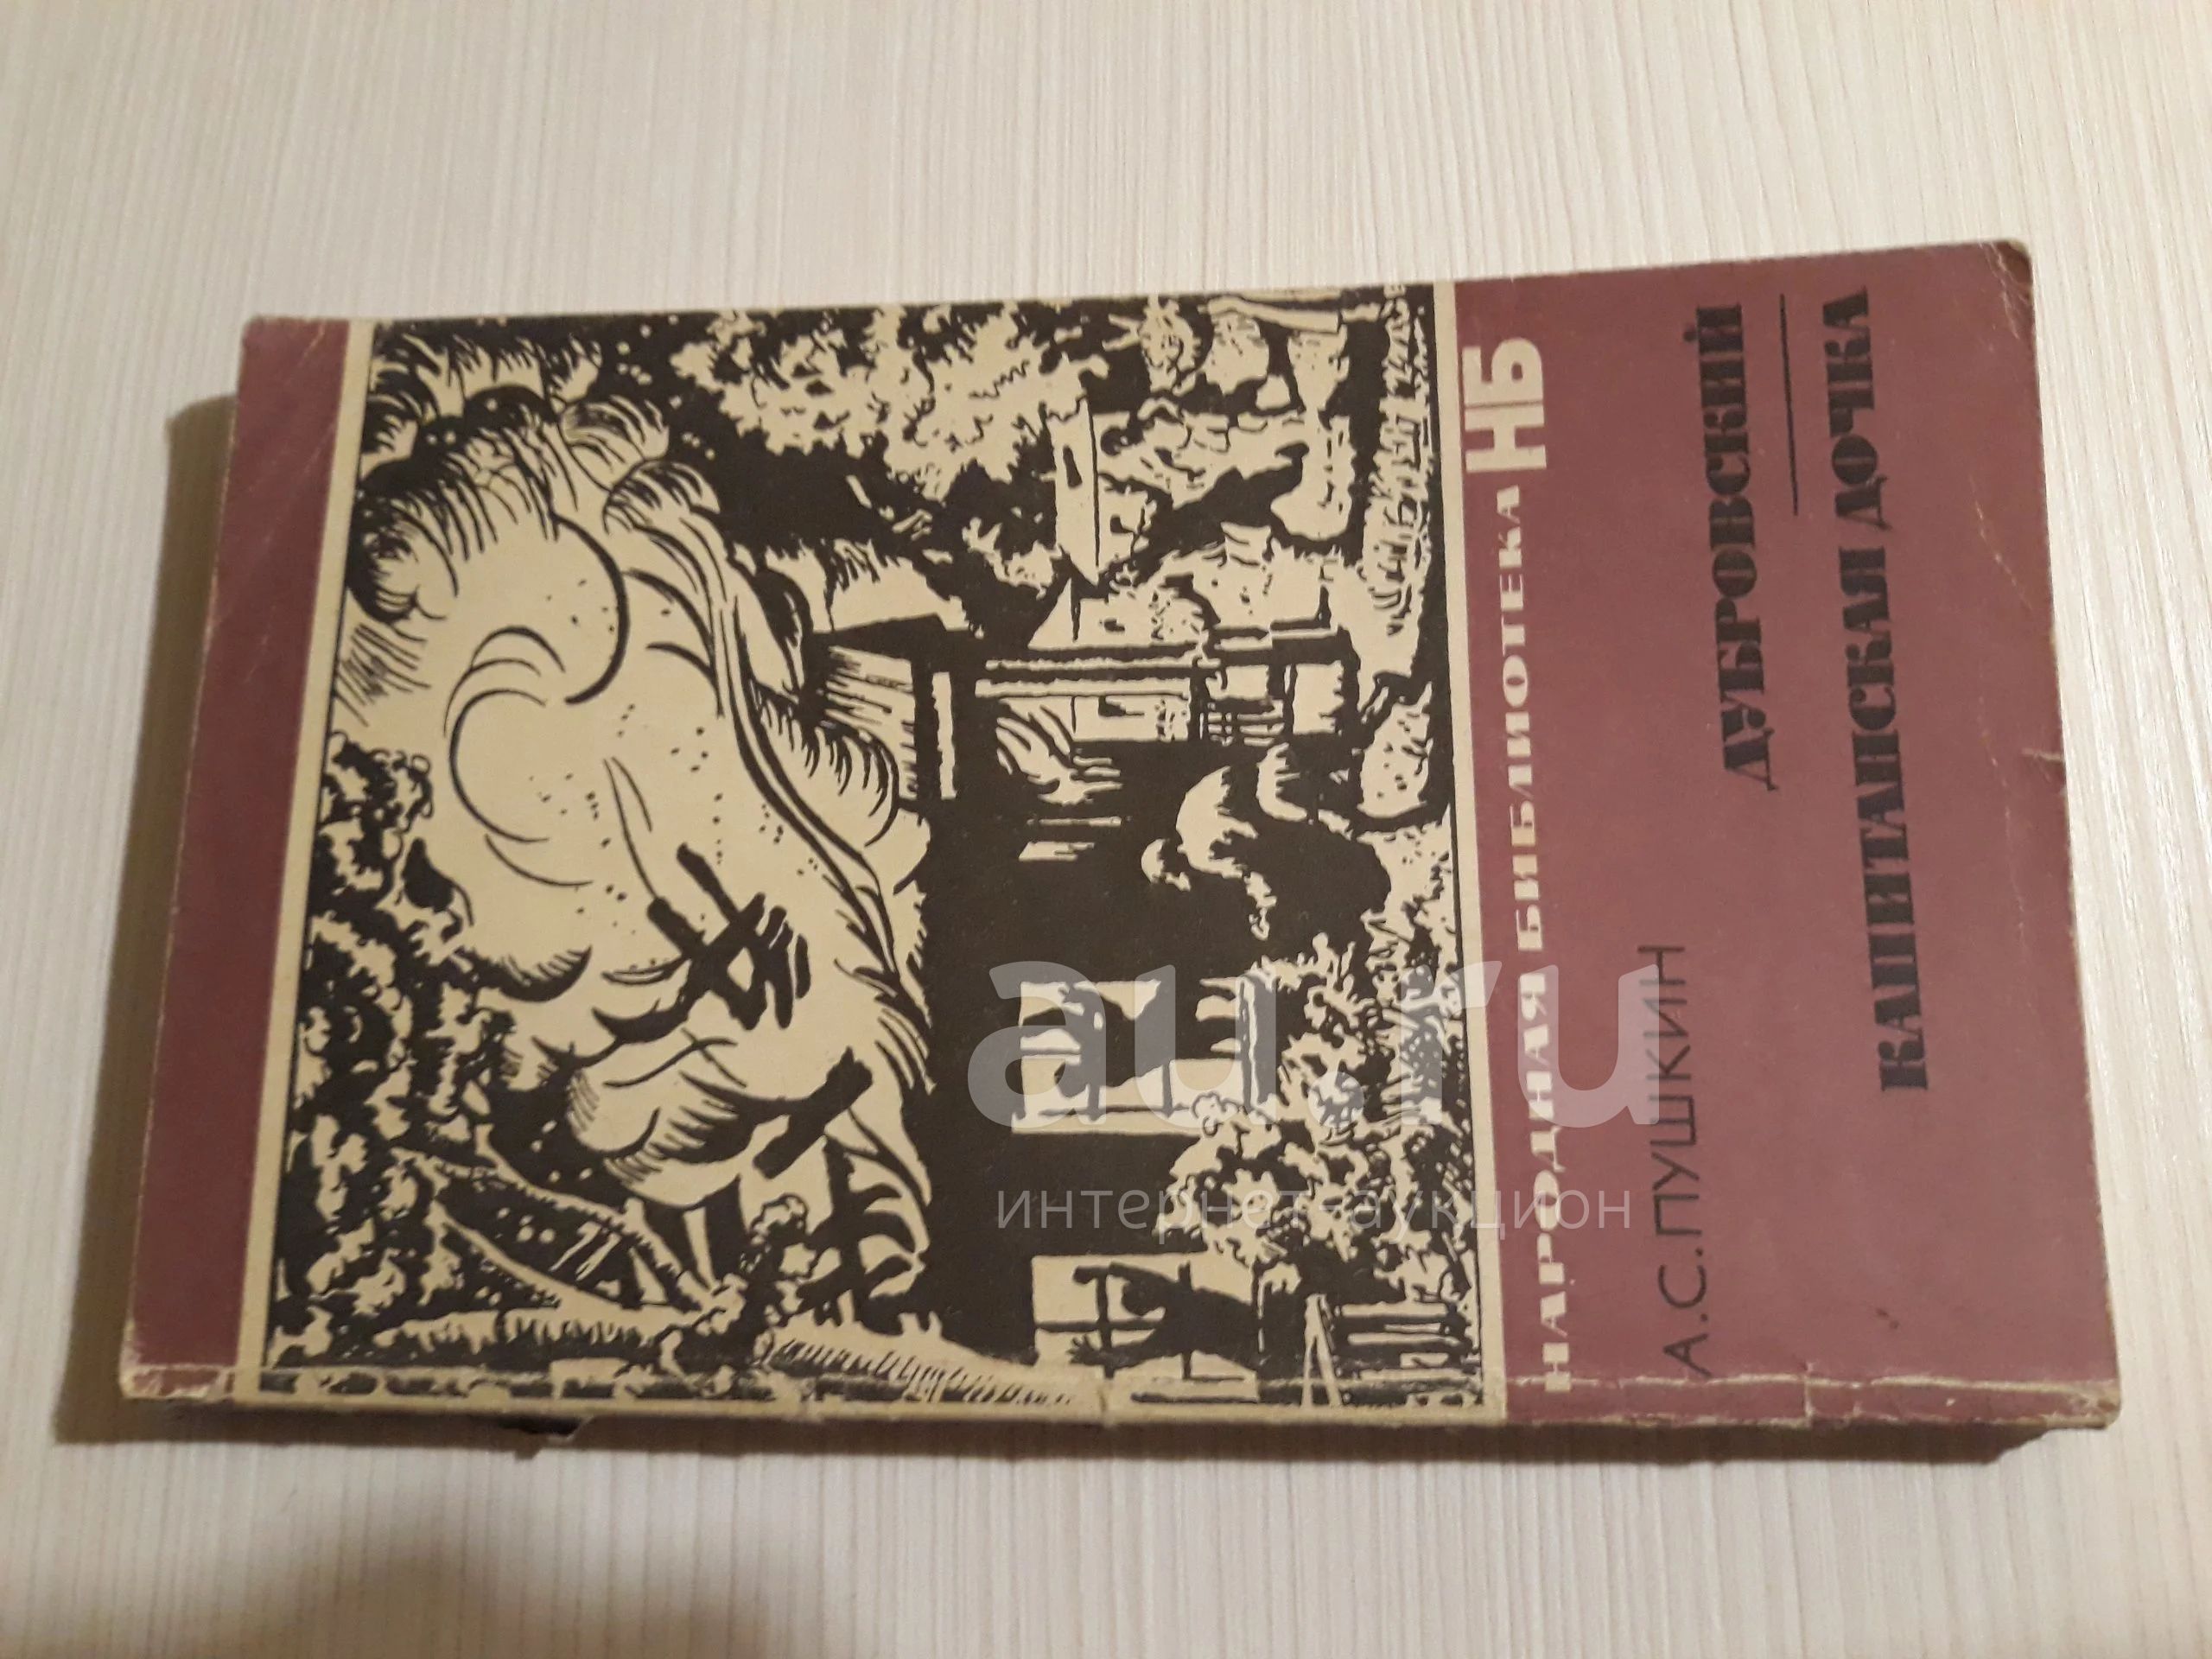 А.С.ПУШКИН
ДУБРОВСКИЙ
КАПИТАНСКАЯ ДОЧКА
НАРОДНАЯ БИБЛИОТЕКА НБ
au.ru
интернет-аукцион